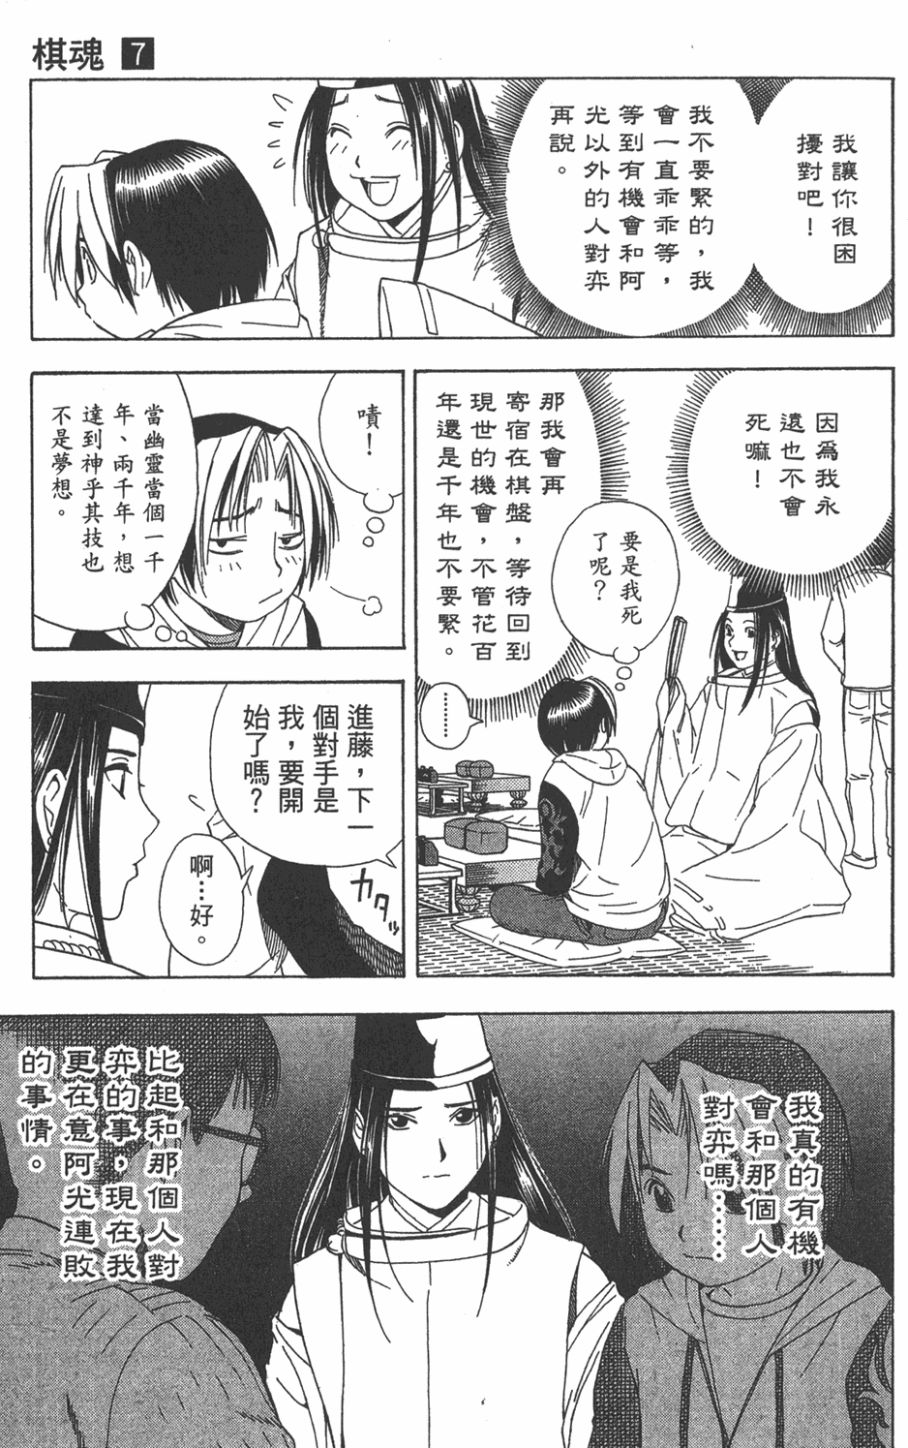 棋魂 7
我讓你很困
擾對吧！
我不要緊的，我
會一直乖乖等，
等到有機會和阿
光以外的人對弈
再說。
因為我永
遠也不會
死嘛！
要是我死
了呢？
那我會再
寄宿在棋盤，等待回到
現世的機會，不管花百
年還是千年也不要緊。
………
嘖！
當幽靈當個一千
年、兩千年，想
達到神乎其技也
不是夢想。
進藤，下一
個對手是
我，要開
始了嗎？
カタッ
啊…好。
我真的有機
會和那個人
對弈嗎……
比起和那個人對
弈的事，現在我
更在意阿光連敗
的事情。